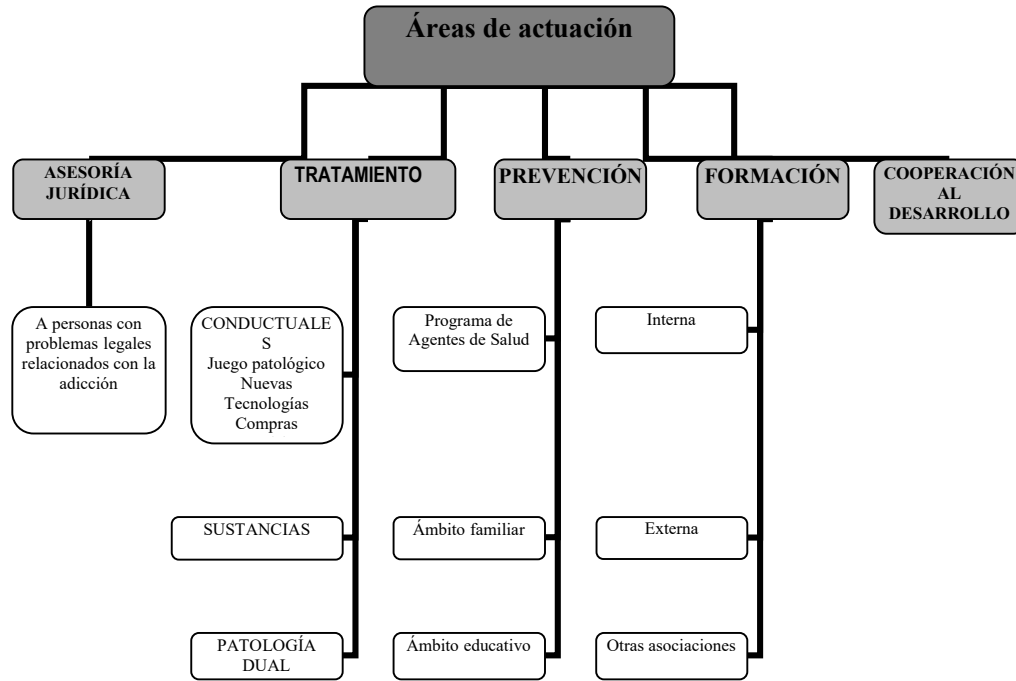 Áreas de actuación
ASESORÍA
JURÍDICA
TRATAMIENTO
PREVENCIÓN
FORMACIÓN
COOPERACIÓN
AL
DESARROLLO
A personas con
problemas legales
relacionados con la
adicción
CONDUCTUALE
S
Juego patológico
Nuevas
Tecnologías
Compras
Programa de
Agentes de Salud
Interna
SUSTANCIAS
Ámbito familiar
Externa
PATOLOGÍA
DUAL
Ámbito educativo
Otras asociaciones